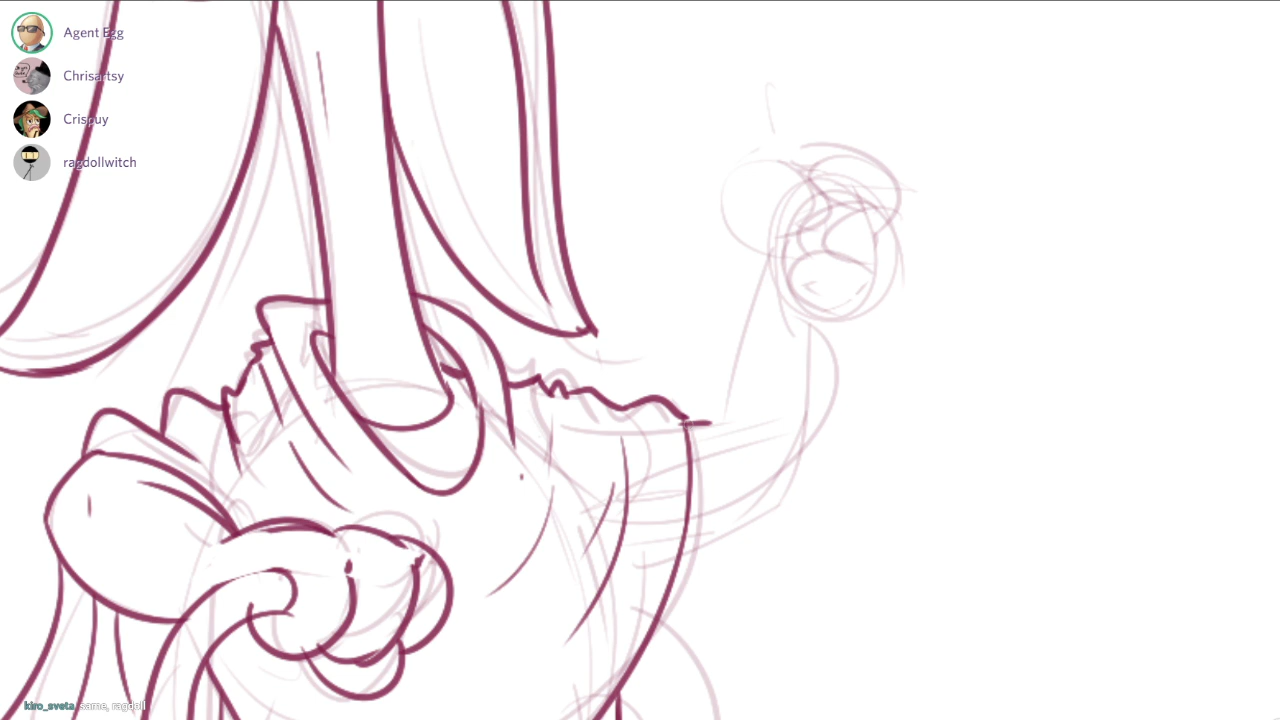 Agent Egg
Chrisartsy
Crispuy
ragdollwitch
kiro_sveta same, ragdoll